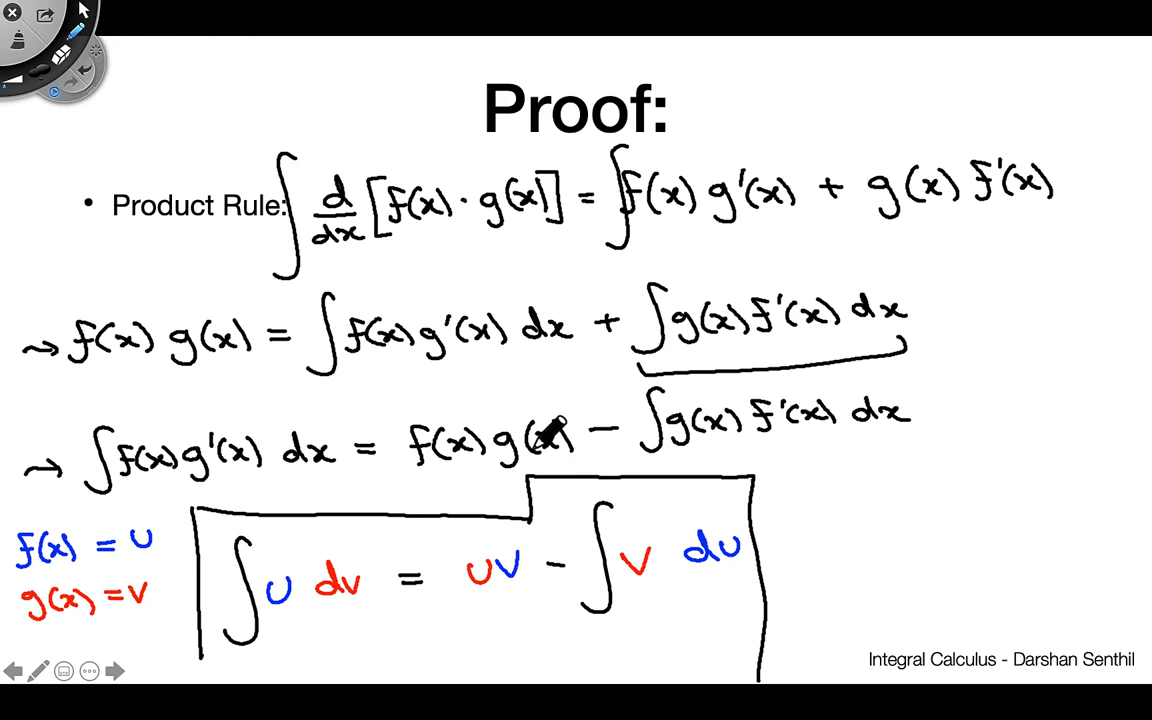 Proof:
• Product Rule: ∫ d/dx [f(x) · g(x)] = ∫ f(x) g'(x) + g(x) f'(x)
→ f(x) g(x) = ∫ f(x) g'(x) dx + ∫ g(x) f'(x) dx
→ ∫ f(x) g'(x) dx = f(x) g(x) − ∫ g(x) f'(x) dx
f(x) = u
g(x) = v
∫ u dv = uv − ∫ v du
Integral Calculus - Darshan Senthil